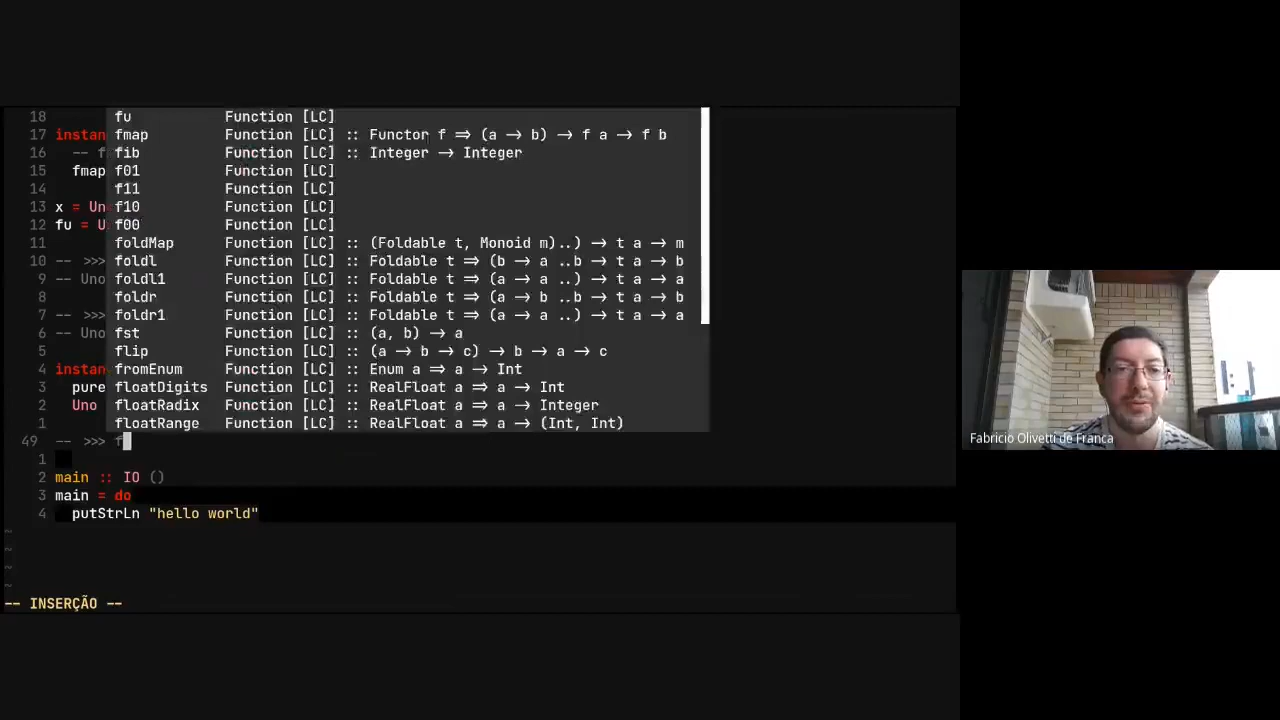 18 fu Function [LC]
17 instan fmap Function [LC] :: Functor f ⇒ (a → b) → f a → f b
16 -- f fib Function [LC] :: Integer → Integer
15 fmap f01 Function [LC]
14 f11 Function [LC]
13 x = Un f10 Function [LC]
12 fu = U f00 Function [LC]
11 foldMap Function [LC] :: (Foldable t, Monoid m)..) → t a → m
10 -- >>> foldl Function [LC] :: Foldable t ⇒ (b → a ..b → t a → b
9 -- Uno foldl1 Function [LC] :: Foldable t ⇒ (a → a ..) → t a → a
8 foldr Function [LC] :: Foldable t ⇒ (a → b ..b → t a → b
7 -- >>> foldr1 Function [LC] :: Foldable t ⇒ (a → a ..) → t a → a
6 -- Uno fst Function [LC] :: (a, b) → a
5 flip Function [LC] :: (a → b → c) → b → a → c
4 instan fromEnum Function [LC] :: Enum a ⇒ a → Int
3 pure floatDigits Function [LC] :: RealFloat a ⇒ a → Int
2 Uno floatRadix Function [LC] :: RealFloat a ⇒ a → Integer
1 floatRange Function [LC] :: RealFloat a ⇒ a → (Int, Int)
49 -- >>> f
1
2 main :: IO ()
3 main = do
4 putStrLn "hello world"
~
~
~
~
-- INSERÇÃO --
Fabricio Olivetti de Franca